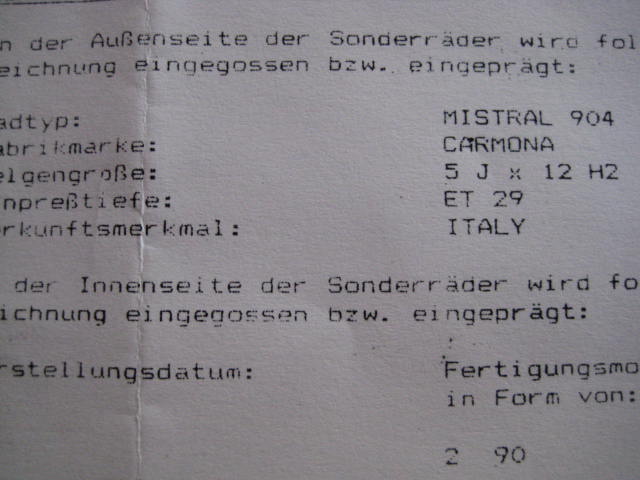 n der Außenseite der Sonderräder wird fol
eichnung eingegossen bzw. eingeprägt:
adtyp: MISTRAL 904
abrikmarke: CARMONA
elgengroße: 5 J x 12 H2
npreßtiefe: ET 29
rkunftsmerkmal: ITALY
der Innenseite der Sonderräder wird fo
ichnung eingegossen bzw. eingeprägt:
rstellungsdatum: Fertigungsmo
in Form von:
2 90